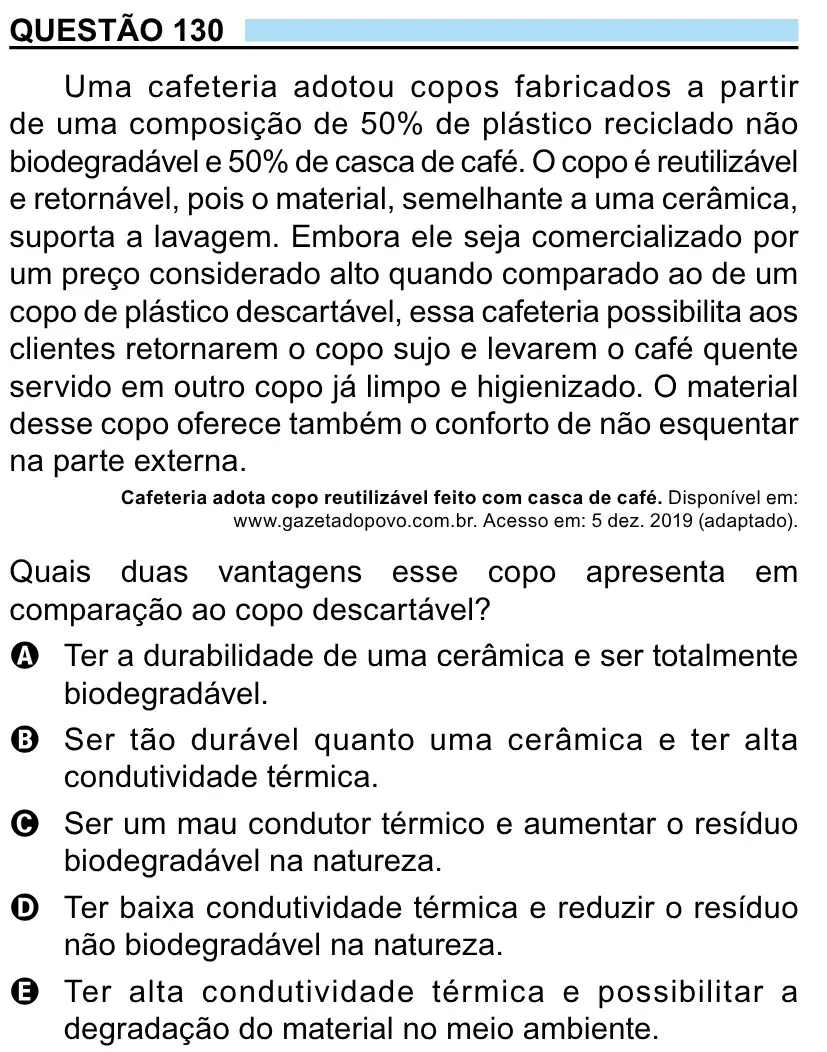 QUESTÃO 130
Uma cafeteria adotou copos fabricados a partir
de uma composição de 50% de plástico reciclado não
biodegradável e 50% de casca de café. O copo é reutilizável
e retornável, pois o material, semelhante a uma cerâmica,
suporta a lavagem. Embora ele seja comercializado por
um preço considerado alto quando comparado ao de um
copo de plástico descartável, essa cafeteria possibilita aos
clientes retornarem o copo sujo e levarem o café quente
servido em outro copo já limpo e higienizado. O material
desse copo oferece também o conforto de não esquentar
na parte externa.
Cafeteria adota copo reutilizável feito com casca de café. Disponível em:
www.gazetadopovo.com.br. Acesso em: 5 dez. 2019 (adaptado).
Quais duas vantagens esse copo apresenta em
comparação ao copo descartável?
A Ter a durabilidade de uma cerâmica e ser totalmente
biodegradável.
B Ser tão durável quanto uma cerâmica e ter alta
condutividade térmica.
C Ser um mau condutor térmico e aumentar o resíduo
biodegradável na natureza.
D Ter baixa condutividade térmica e reduzir o resíduo
não biodegradável na natureza.
E Ter alta condutividade térmica e possibilitar a
degradação do material no meio ambiente.